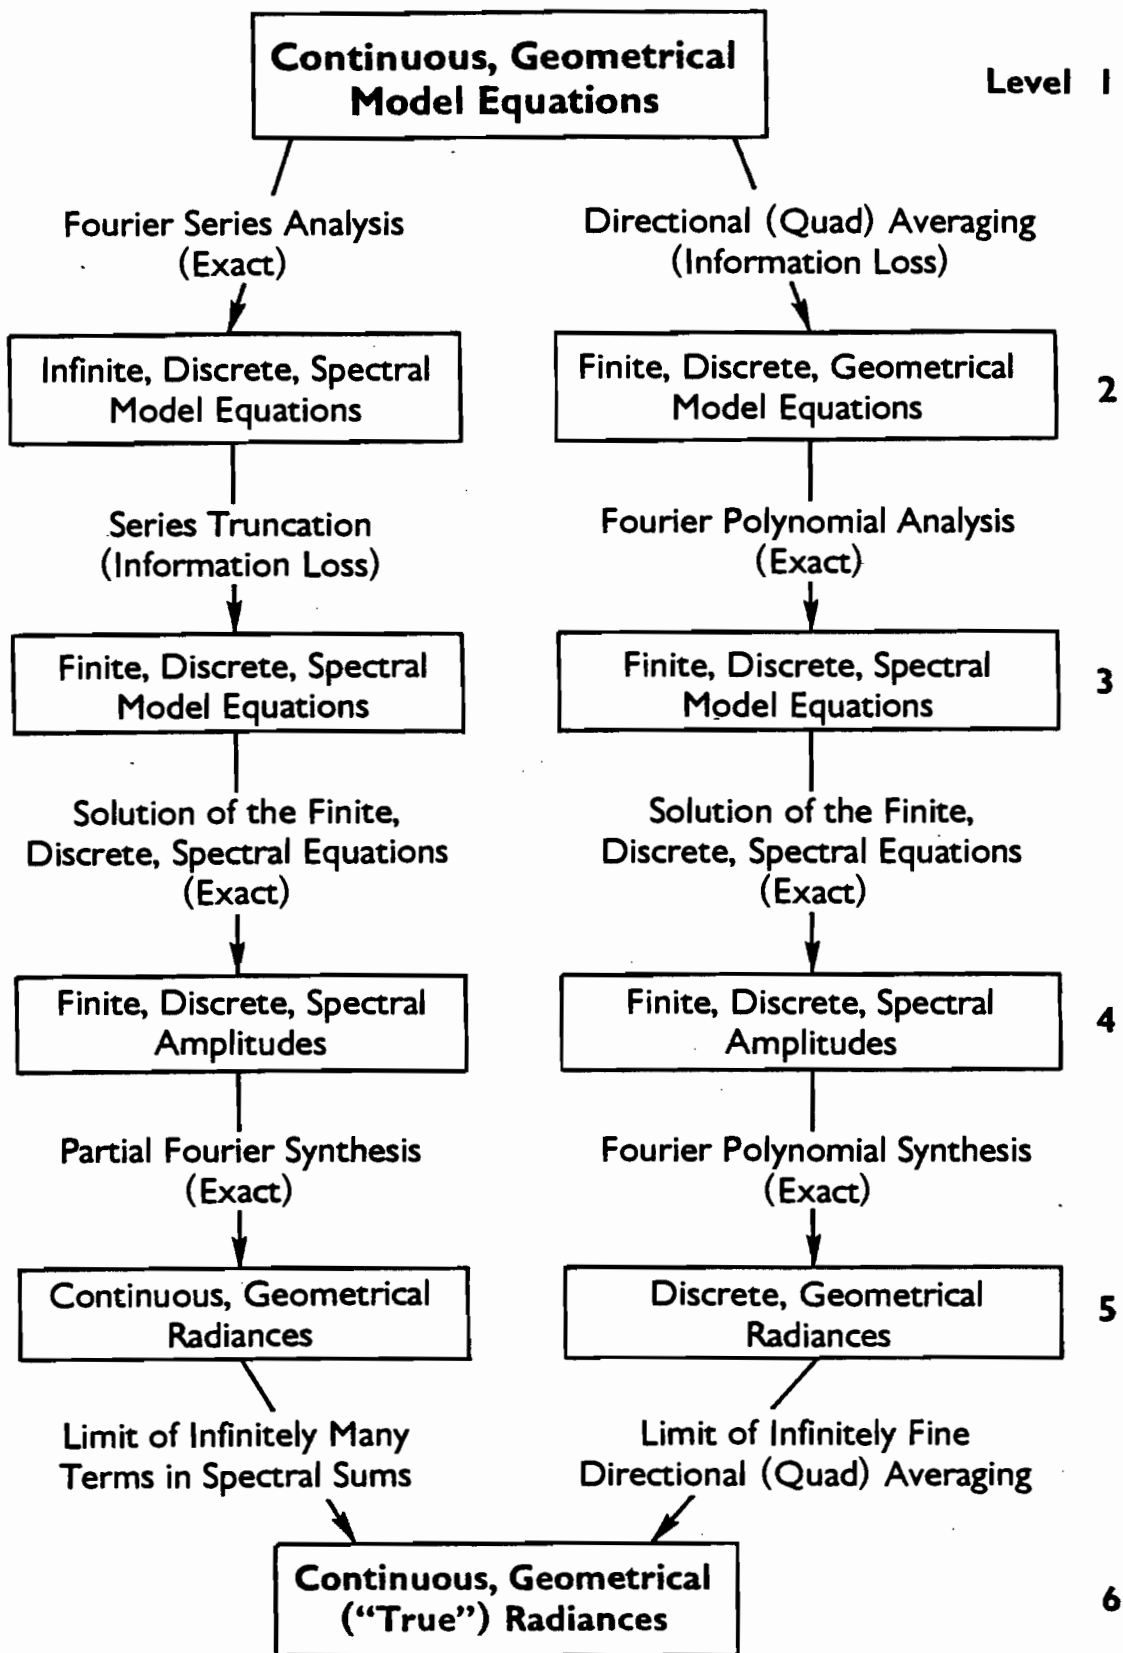 Continuous, Geometrical
Model Equations
Level 1
Fourier Series Analysis
(Exact)
Directional (Quad) Averaging
(Information Loss)
Infinite, Discrete, Spectral
Model Equations
Finite, Discrete, Geometrical
Model Equations
2
Series Truncation
(Information Loss)
Fourier Polynomial Analysis
(Exact)
Finite, Discrete, Spectral
Model Equations
Finite, Discrete, Spectral
Model Equations
3
Solution of the Finite,
Discrete, Spectral Equations
(Exact)
Solution of the Finite,
Discrete, Spectral Equations
(Exact)
Finite, Discrete, Spectral
Amplitudes
Finite, Discrete, Spectral
Amplitudes
4
Partial Fourier Synthesis
(Exact)
Fourier Polynomial Synthesis
(Exact)
Continuous, Geometrical
Radiances
Discrete, Geometrical
Radiances
5
Limit of Infinitely Many
Terms in Spectral Sums
Limit of Infinitely Fine
Directional (Quad) Averaging
Continuous, Geometrical
(“True”) Radiances
6